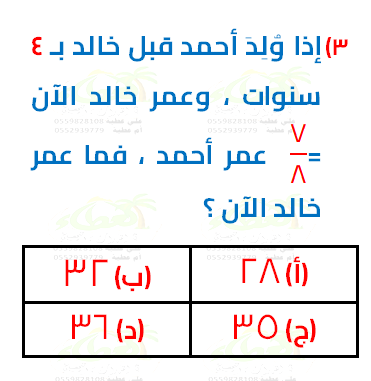 ٣) إذا وُلِدَ أحمد قبل خالد بـ ٤
سنوات ، وعمر خالد الآن
= ٧/٨ عمر أحمد ، فما عمر
خالد الآن ؟
(أ) ٢٨ (ب) ٣٢
(ج) ٣٥ (د) ٣٦